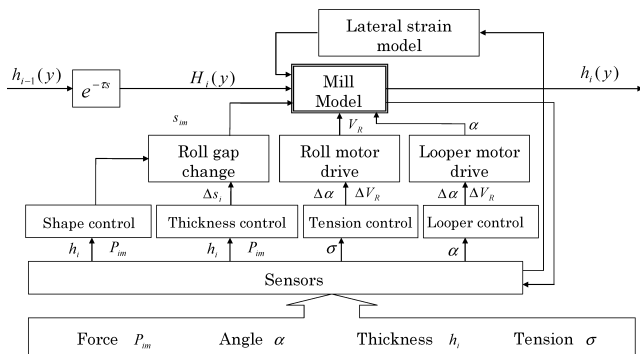 Lateral strain
model
h_{i-1}(y)
e^{-τs}
H_i(y)
Mill
Model
h_i(y)
s_{im}
V_R
α
Roll gap
change
Roll motor
drive
Looper motor
drive
Δs_i
Δα ΔV_R
Δα ΔV_R
Shape control
Thickness control
Tension control
Looper control
h_i P_{im}
h_i P_{im}
σ
α
Sensors
Force P_{im} Angle α Thickness h_i Tension σ